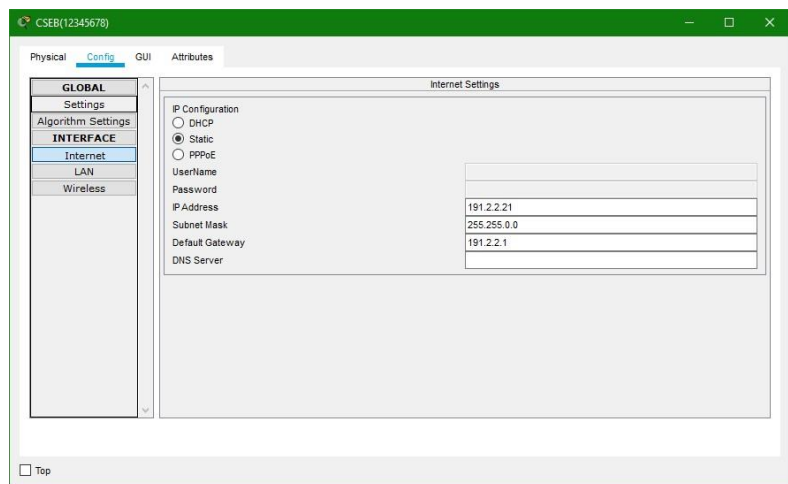 CSEB(12345678)
Physical Config GUI Attributes
GLOBAL
Settings
Algorithm Settings
INTERFACE
Internet
LAN
Wireless
Internet Settings
IP Configuration
DHCP
Static
PPPoE
UserName
Password
IP Address 191.2.2.21
Subnet Mask 255.255.0.0
Default Gateway 191.2.2.1
DNS Server
Top